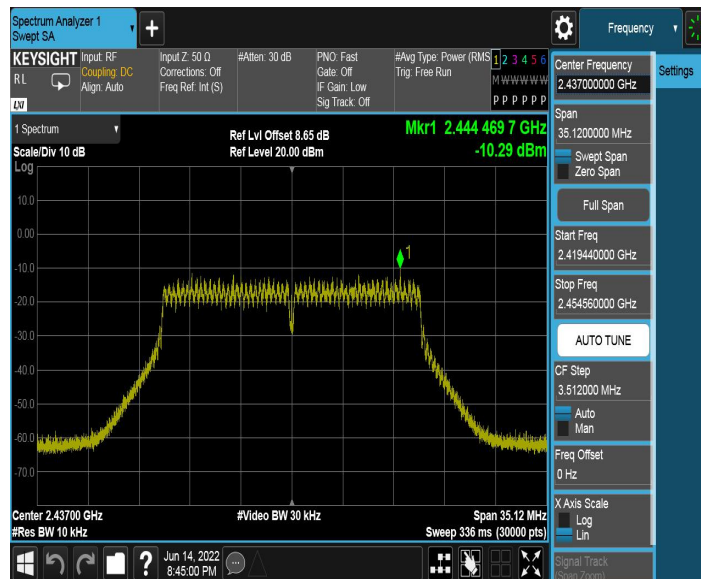 Spectrum Analyzer 1
Swept SA
+
Frequency
KEYSIGHT
RL
LXI
Input: RF
Coupling: DC
Align: Auto
Input Z: 50 Ω
Corrections: Off
Freq Ref: Int (S)
#Atten: 30 dB
PNO: Fast
Gate: Off
IF Gain: Low
Sig Track: Off
#Avg Type: Power (RMS
Trig: Free Run
1 2 3 4 5 6
M W W W W W
P P P P P P
Center Frequency
2.437000000 GHz
Settings
Span
35.1200000 MHz
Swept Span
Zero Span
Full Span
Start Freq
2.419440000 GHz
Stop Freq
2.454560000 GHz
AUTO TUNE
CF Step
3.512000 MHz
Auto
Man
Freq Offset
0 Hz
X Axis Scale
Log
Lin
Signal Track
(Span Zoom)
1 Spectrum
Scale/Div 10 dB
Ref Lvl Offset 8.65 dB
Ref Level 20.00 dBm
Mkr1 2.444 469 7 GHz
-10.29 dBm
Log
10.0
0.00
-10.0
-30.0
-40.0
-50.0
-60.0
-70.0
1
Center 2.43700 GHz
#Res BW 10 kHz
#Video BW 30 kHz
Span 35.12 MHz
Sweep 336 ms (30000 pts)
?
Jun 14, 2022
8:45:00 PM